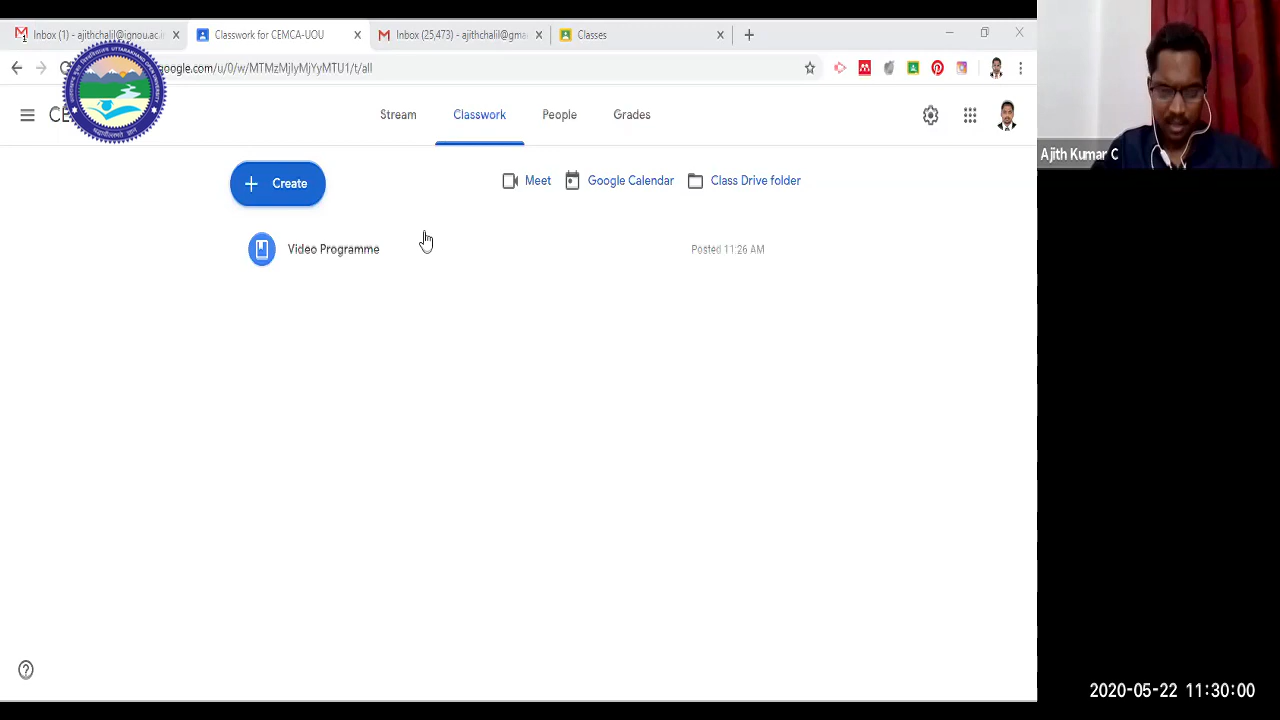 Inbox (1) - ajithchalil@ignou.ac.i
Classwork for CEMCA-UOU
Inbox (25,473) - ajithchalil@gma
Classes
google.com/u/0/w/MTMzMjIyMjYyMTU1/t/all
Stream
Classwork
People
Grades
Create
Meet
Google Calendar
Class Drive folder
Video Programme
Posted 11:26 AM
Ajith Kumar C
2020-05-22 11:30:00